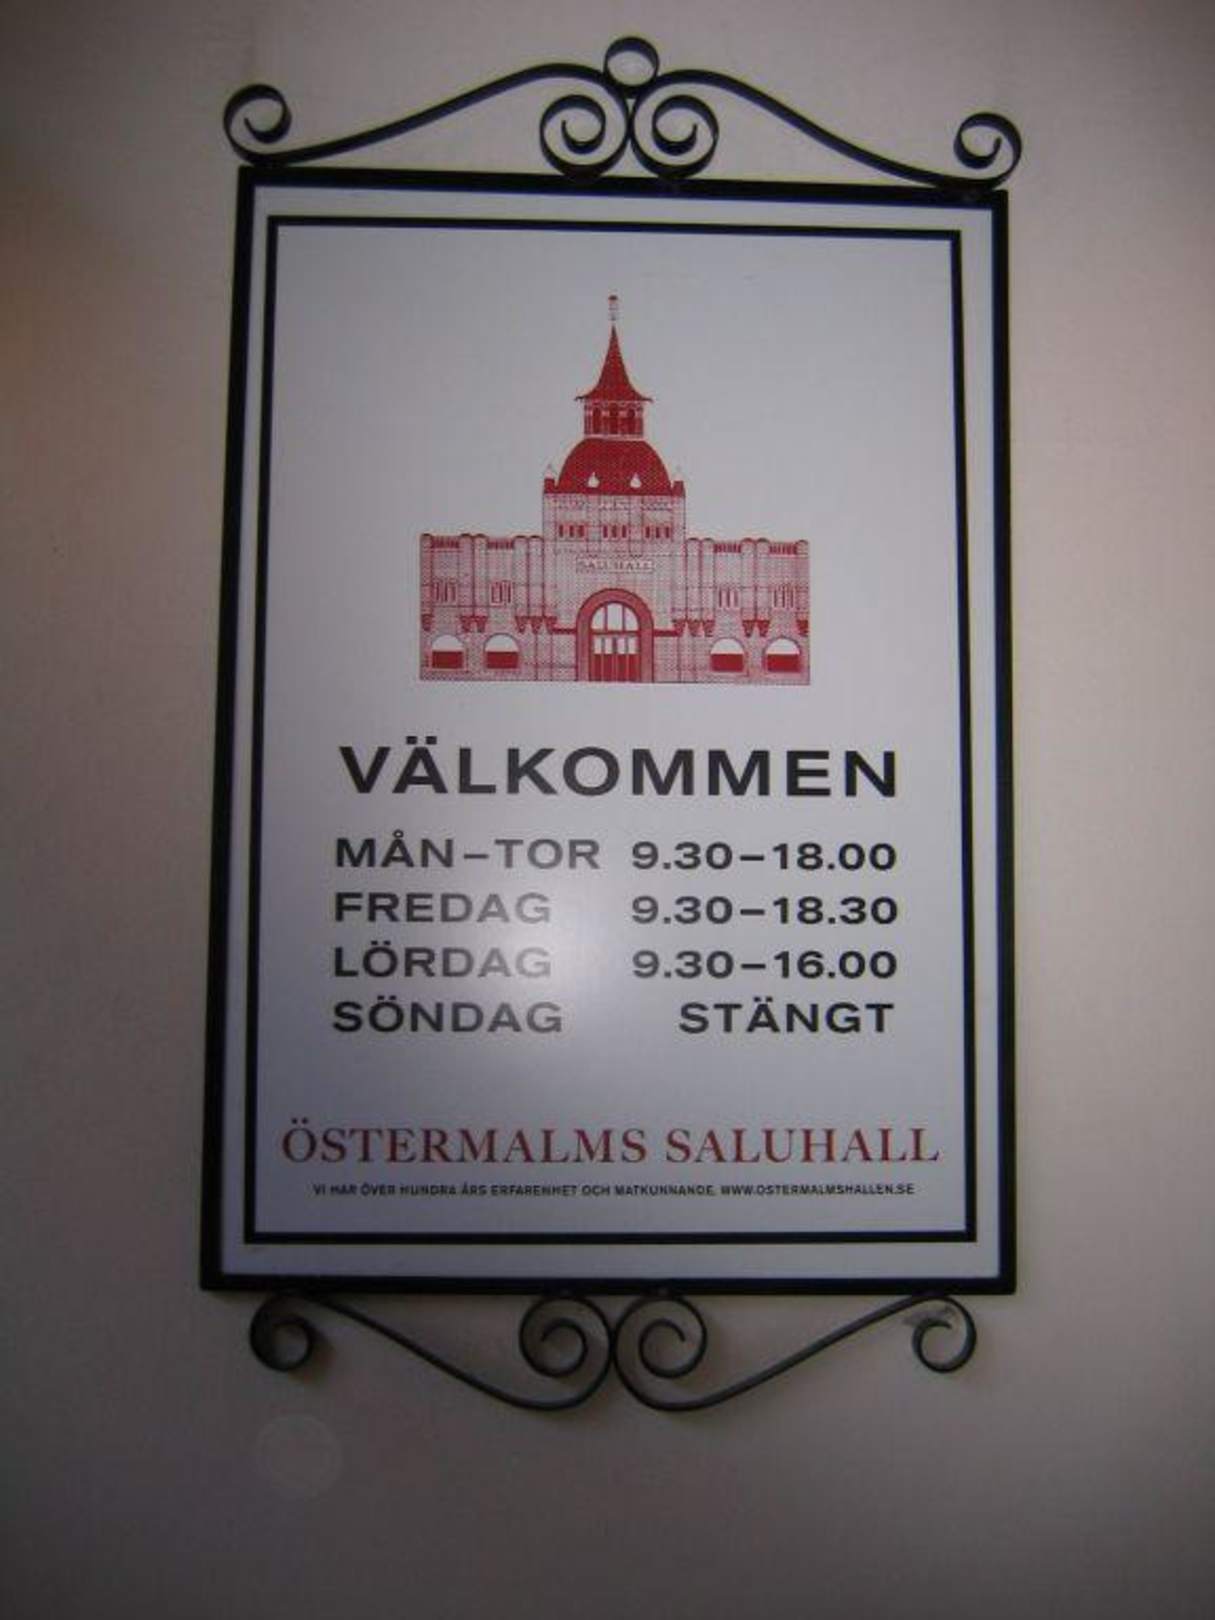 SALUHALL
VÄLKOMMEN
MÅN–TOR 9.30–18.00
FREDAG 9.30–18.30
LÖRDAG 9.30–16.00
SÖNDAG STÄNGT
ÖSTERMALMS SALUHALL
VI HAR ÖVER HUNDRA ÅRS ERFARENHET OCH MATKUNNANDE. WWW.OSTERMALMSHALLEN.SE